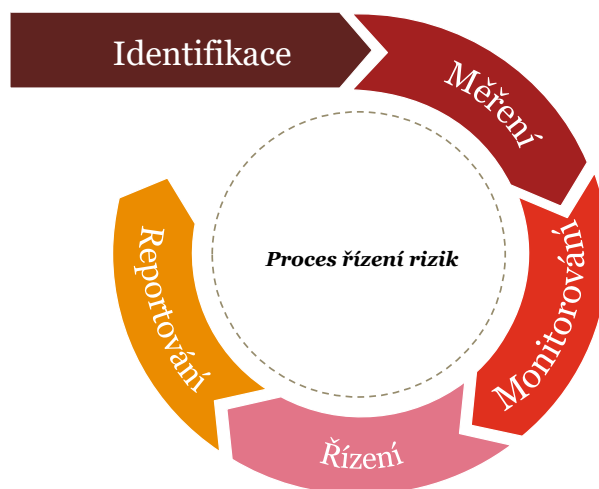 Identifikace
Měření
Monitorování
Řízení
Reportování
Proces řízení rizik